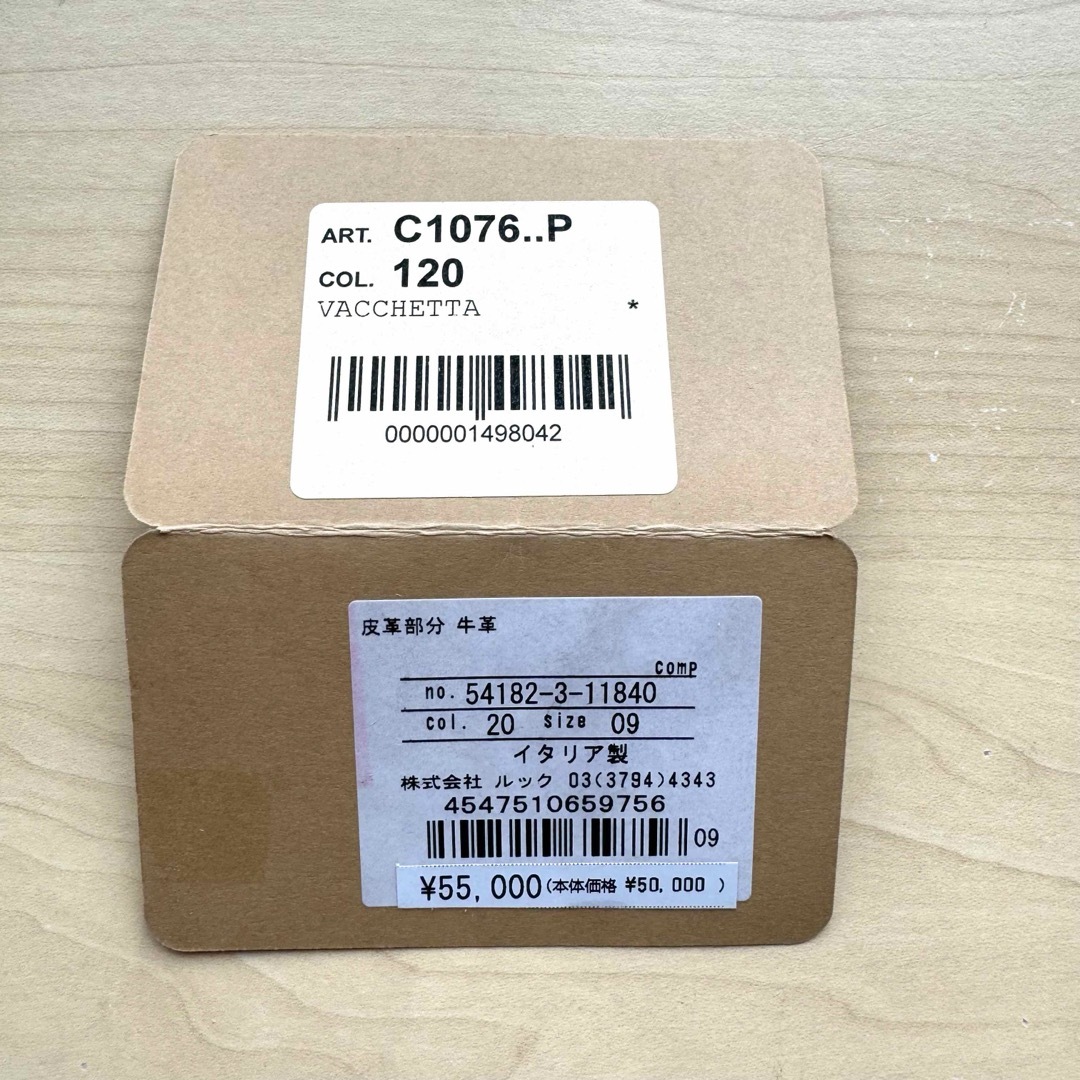 ART. C1076..P
COL. 120
VACCHETTA *
0000001498042
皮革部分 牛革
comp
no. 54182-3-11840
col. 20 size 09
イタリア製
株式会社 ルック 03(3794)4343
4547510659756
09
¥55,000(本体価格 ¥50,000 )